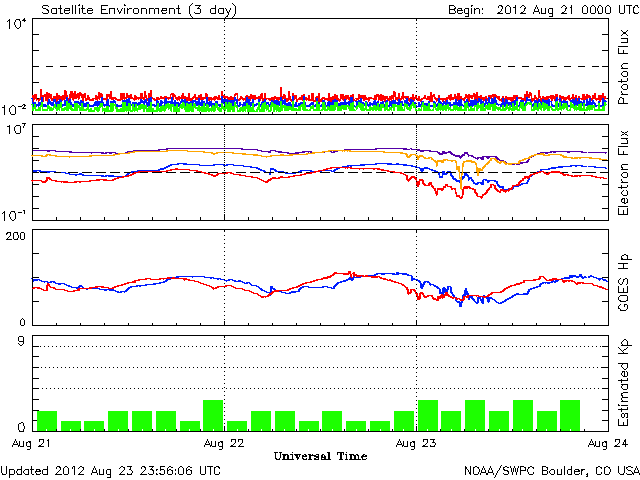 Satellite Environment (3 day) Begin: 2012 Aug 21 0000 UTC
10⁴
10⁻²
Proton Flux
10⁷
10⁻¹
Electron Flux
200
0
GOES Hp
9
0
Estimated Kp
Aug 21 Aug 22 Aug 23 Aug 24
Universal Time
Updated 2012 Aug 23 23:56:06 UTC NOAA/SWPC Boulder, CO USA